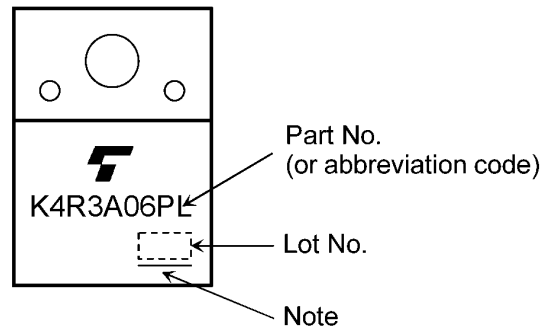 Part No.
(or abbreviation code)
K4R3A06PL
Lot No.
Note